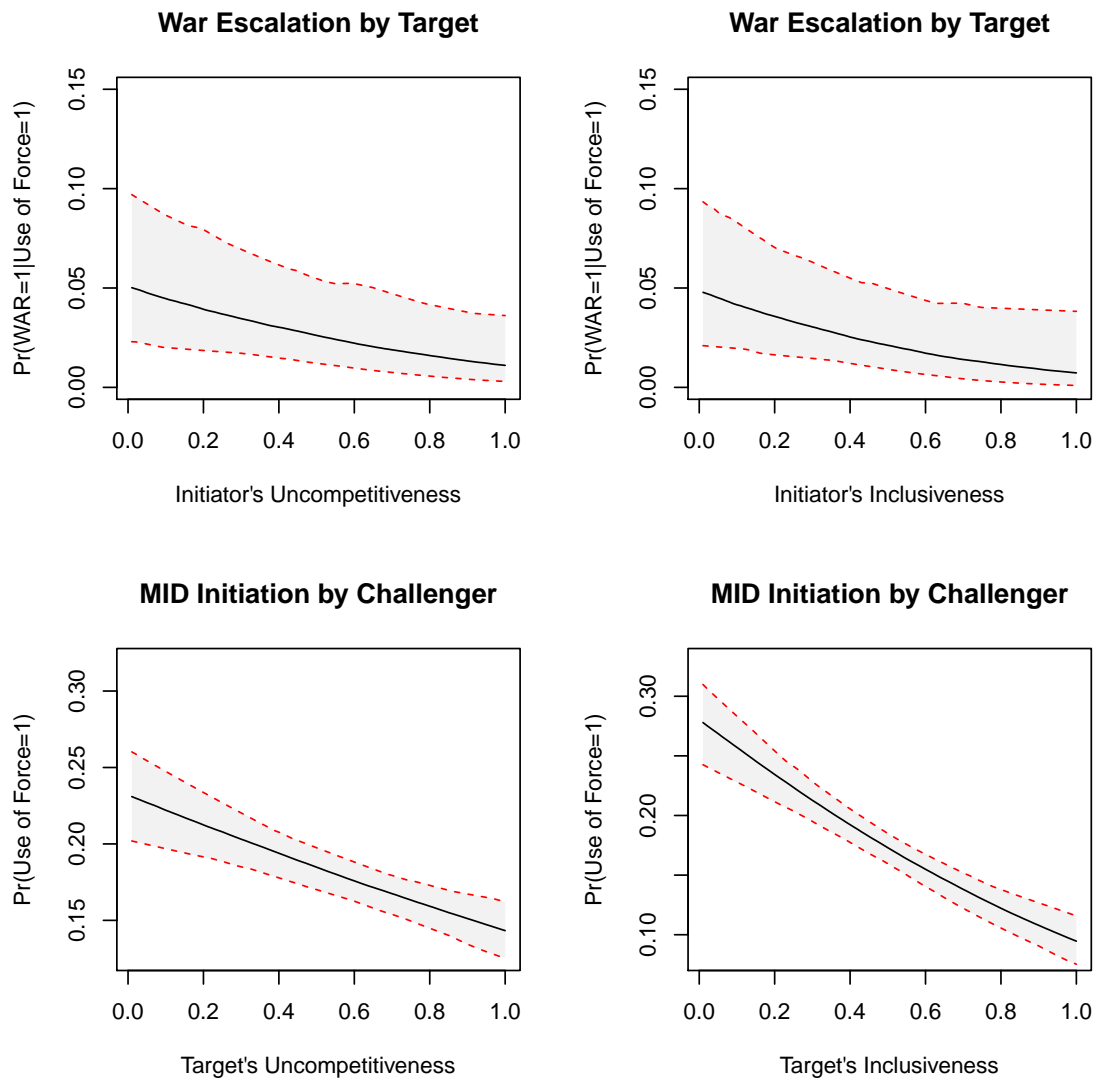 War Escalation by Target
Pr(WAR=1|Use of Force=1)
0.15
0.10
0.05
0.00
0.0 0.2 0.4 0.6 0.8 1.0
Initiator's Uncompetitiveness
War Escalation by Target
Pr(WAR=1|Use of Force=1)
0.15
0.10
0.05
0.00
0.0 0.2 0.4 0.6 0.8 1.0
Initiator's Inclusiveness
MID Initiation by Challenger
Pr(Use of Force=1)
0.30
0.25
0.20
0.15
0.0 0.2 0.4 0.6 0.8 1.0
Target's Uncompetitiveness
MID Initiation by Challenger
Pr(Use of Force=1)
0.30
0.20
0.10
0.0 0.2 0.4 0.6 0.8 1.0
Target's Inclusiveness